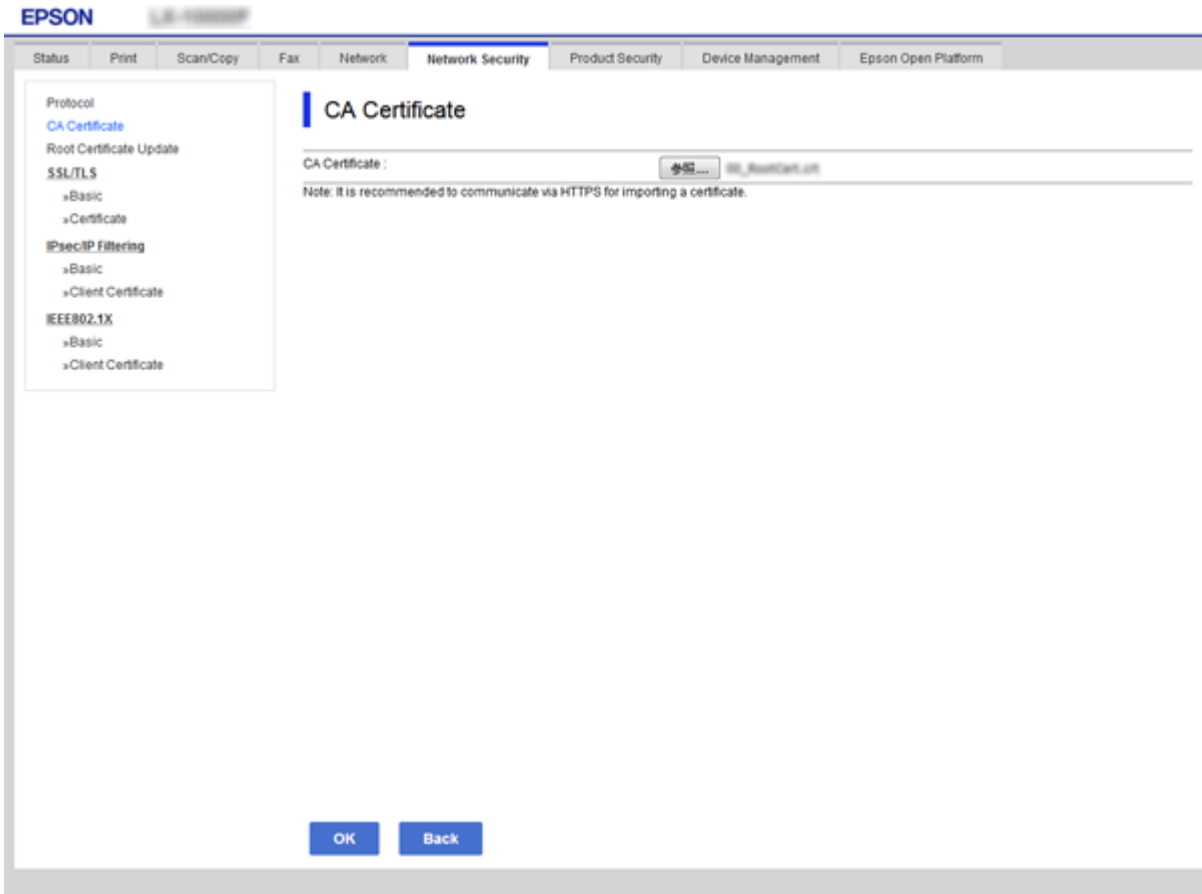 EPSON
Status Print Scan/Copy Fax Network Network Security Product Security Device Management Epson Open Platform
Protocol
CA Certificate
Root Certificate Update
SSL/TLS
»Basic
»Certificate
IPsec/IP Filtering
»Basic
»Client Certificate
IEEE802.1X
»Basic
»Client Certificate
CA Certificate
CA Certificate : 参照...
Note: It is recommended to communicate via HTTPS for importing a certificate.
OK Back